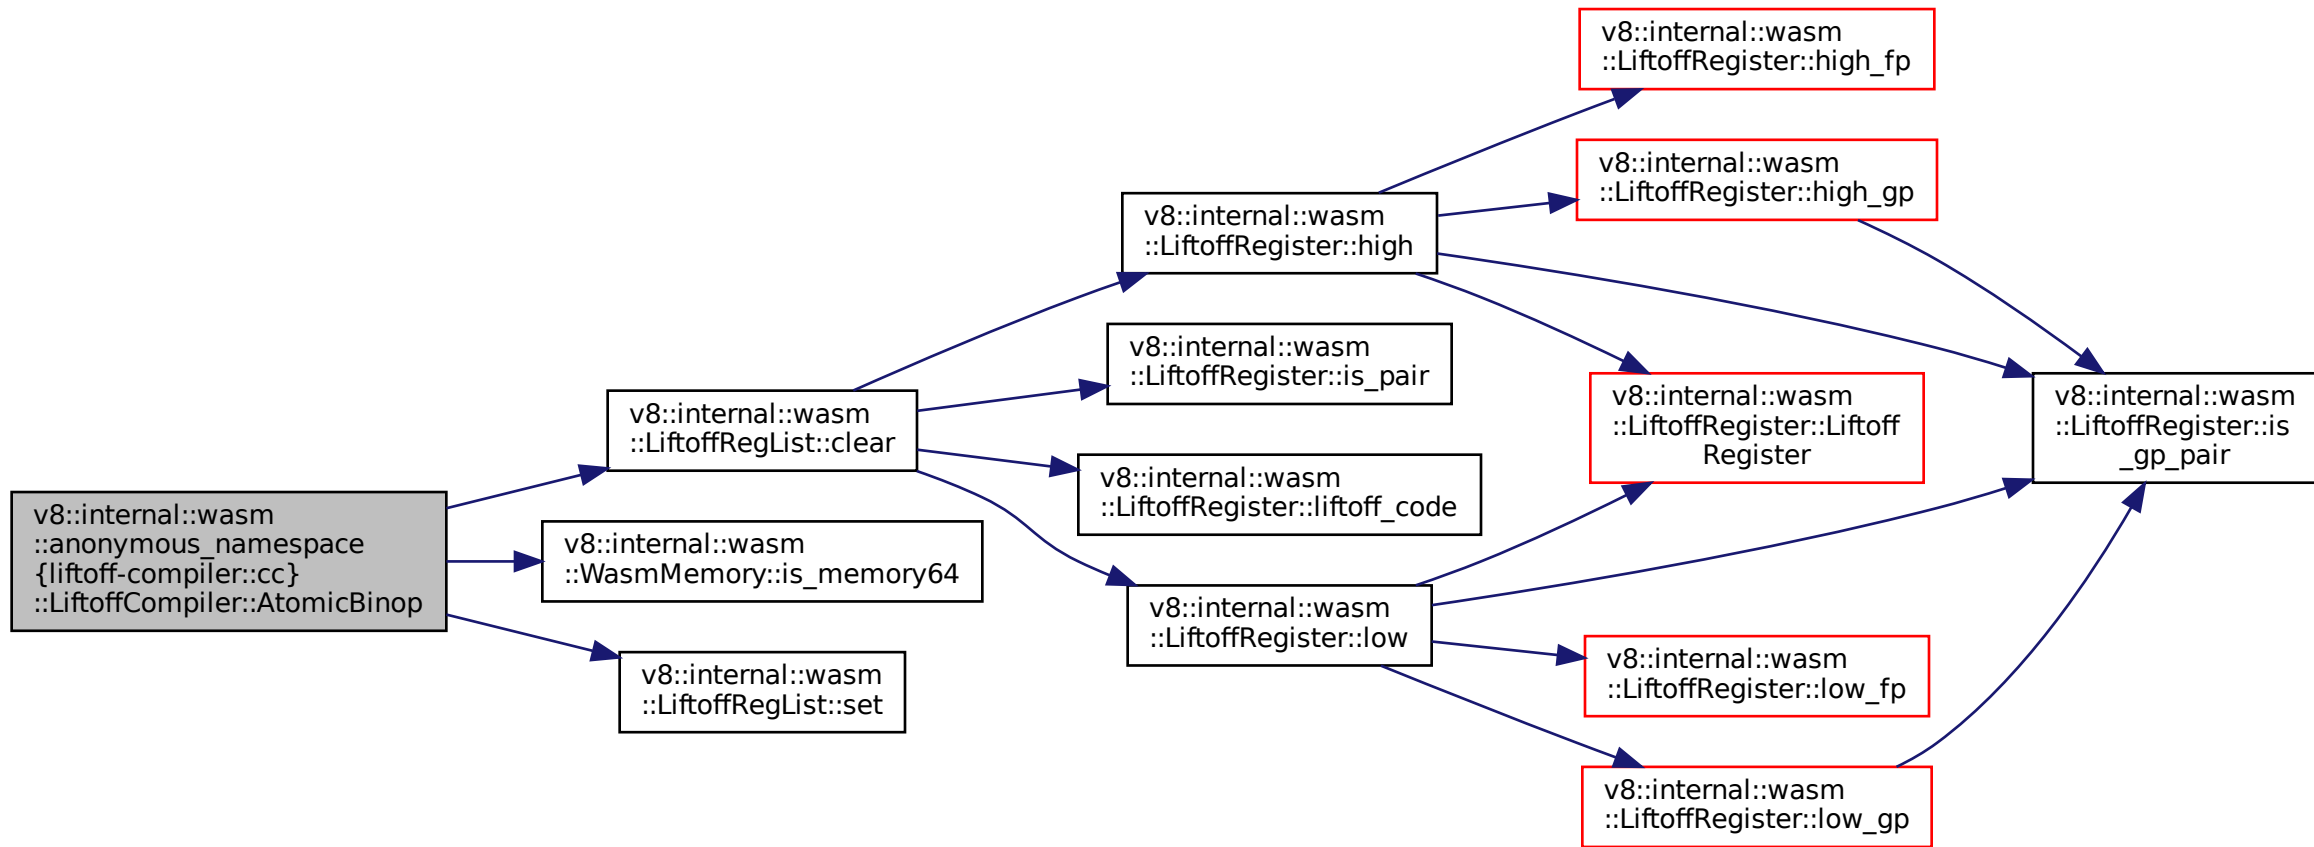 v8::internal::wasm
::anonymous_namespace
{liftoff-compiler::cc}
::LiftoffCompiler::AtomicBinop
v8::internal::wasm
::LiftoffRegList::clear
v8::internal::wasm
::WasmMemory::is_memory64
v8::internal::wasm
::LiftoffRegList::set
v8::internal::wasm
::LiftoffRegister::high
v8::internal::wasm
::LiftoffRegister::is_pair
v8::internal::wasm
::LiftoffRegister::liftoff_code
v8::internal::wasm
::LiftoffRegister::low
v8::internal::wasm
::LiftoffRegister::high_fp
v8::internal::wasm
::LiftoffRegister::high_gp
v8::internal::wasm
::LiftoffRegister::Liftoff
Register
v8::internal::wasm
::LiftoffRegister::low_fp
v8::internal::wasm
::LiftoffRegister::low_gp
v8::internal::wasm
::LiftoffRegister::is
_gp_pair